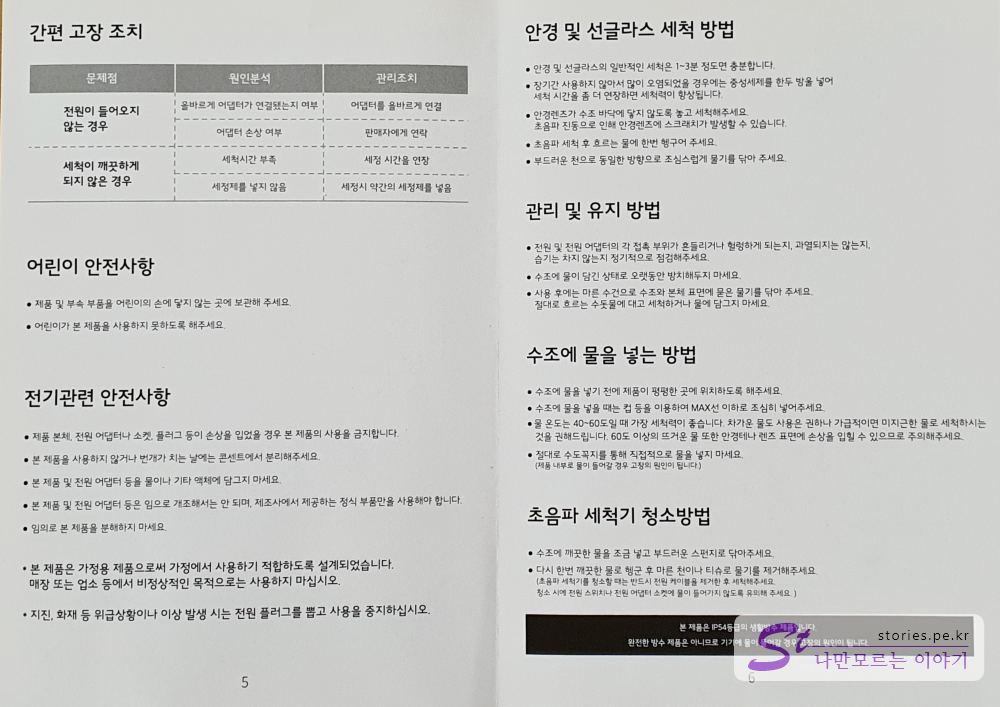 간편 고장 조치
문제점 원인분석 관리조치
전원이 들어오지
않는 경우
올바르게 어댑터가 연결됐는지 여부 어댑터를 올바르게 연결
어댑터 손상 여부 판매자에게 연락
세척이 깨끗하게
되지 않은 경우
세척시간 부족 세정 시간을 연장
세정제를 넣지 않음 세정시 약간의 세정제를 넣음
어린이 안전사항
● 제품 및 부속 부품을 어린이의 손에 닿지 않는 곳에 보관해 주세요.
● 어린이가 본 제품을 사용하지 못하도록 해주세요.
전기관련 안전사항
● 제품 본체, 전원 어댑터나 소켓, 플러그 등이 손상을 입었을 경우 본 제품의 사용을 금지합니다.
● 본 제품을 사용하지 않거나 번개가 치는 날에는 콘센트에서 분리해주세요.
● 본 제품 및 전원 어댑터 등을 물이나 기타 액체에 담그지 마세요.
● 본 제품 및 전원 어댑터 등은 임으로 개조해서는 안 되며, 제조사에서 제공하는 정식 부품만을 사용해야 합니다.
● 임의로 본 제품을 분해하지 마세요.
* 본 제품은 가정용 제품으로써 가정에서 사용하기 적합하도록 설계되었습니다.
매장 또는 업소 등에서 비정상적인 목적으로는 사용하지 마십시오.
* 지진, 화재 등 위급상황이나 이상 발생 시는 전원 플러그를 뽑고 사용을 중지하십시오.
5
안경 및 선글라스 세척 방법
● 안경 및 선글라스의 일반적인 세척은 1~3분 정도면 충분합니다.
● 장기간 사용하지 않아서 많이 오염되었을 경우에는 중성세제를 한두 방울 넣어
세척 시간을 좀 더 연장하면 세척력이 향상됩니다.
● 안경렌즈가 수조 바닥에 닿지 않도록 놓고 세척해주세요.
초음파 진동으로 인해 안경렌즈에 스크래치가 발생할 수 있습니다.
● 초음파 세척 후 흐르는 물에 한번 헹구어 주세요.
● 부드러운 천으로 동일한 방향으로 조심스럽게 물기를 닦아 주세요.
관리 및 유지 방법
● 전원 및 전원 어댑터의 각 접촉 부위가 흔들리거나 헐렁하게 되는지, 과열되지는 않는지,
습기는 차지 않는지 정기적으로 점검해주세요.
● 수조에 물이 담긴 상태로 오랫동안 방치해두지 마세요.
● 사용 후에는 마른 수건으로 수조와 본체 표면에 묻은 물기를 닦아 주세요.
절대로 흐르는 수돗물에 대고 세척하거나 물에 담그지 마세요.
수조에 물을 넣는 방법
● 수조에 물을 넣기 전에 제품이 평평한 곳에 위치하도록 해주세요.
● 수조에 물을 넣을 때는 컵 등을 이용하여 MAX선 이하로 조심히 넣어주세요.
● 물 온도는 40~60도일 때 가장 세척력이 좋습니다. 차가운 물도 사용은 권하나 가급적이면 미지근한 물로 세척하시는
것을 권해드립니다. 60도 이상의 뜨거운 물 또한 안경테나 렌즈 표면에 손상을 입힐 수 있으므로 주의해주세요.
● 절대로 수도꼭지를 통해 직접적으로 물을 넣지 마세요.
(제품 내부로 물이 들어갈 경우 고장의 원인이 됩니다.)
초음파 세척기 청소방법
● 수조에 깨끗한 물을 조금 넣고 부드러운 스펀지로 닦아주세요.
● 다시 한번 깨끗한 물로 헹군 후 마른 천이나 티슈로 물기를 제거해주세요.
(초음파 세척기를 청소할 때는 반드시 전원 케이블을 제거한 후 세척해주세요.
청소 시에 전원 스위치나 전원 어댑터 소켓에 물이 들어가지 않도록 유의해 주세요. )
본 제품은 IP54등급의 생활방수 제품입니다.
완전한 방수 제품은 아니므로 기기에 물이 들어갈 경우 고장의 원인이 됩니다.
St stories.pe.kr
나만모르는 이야기
6